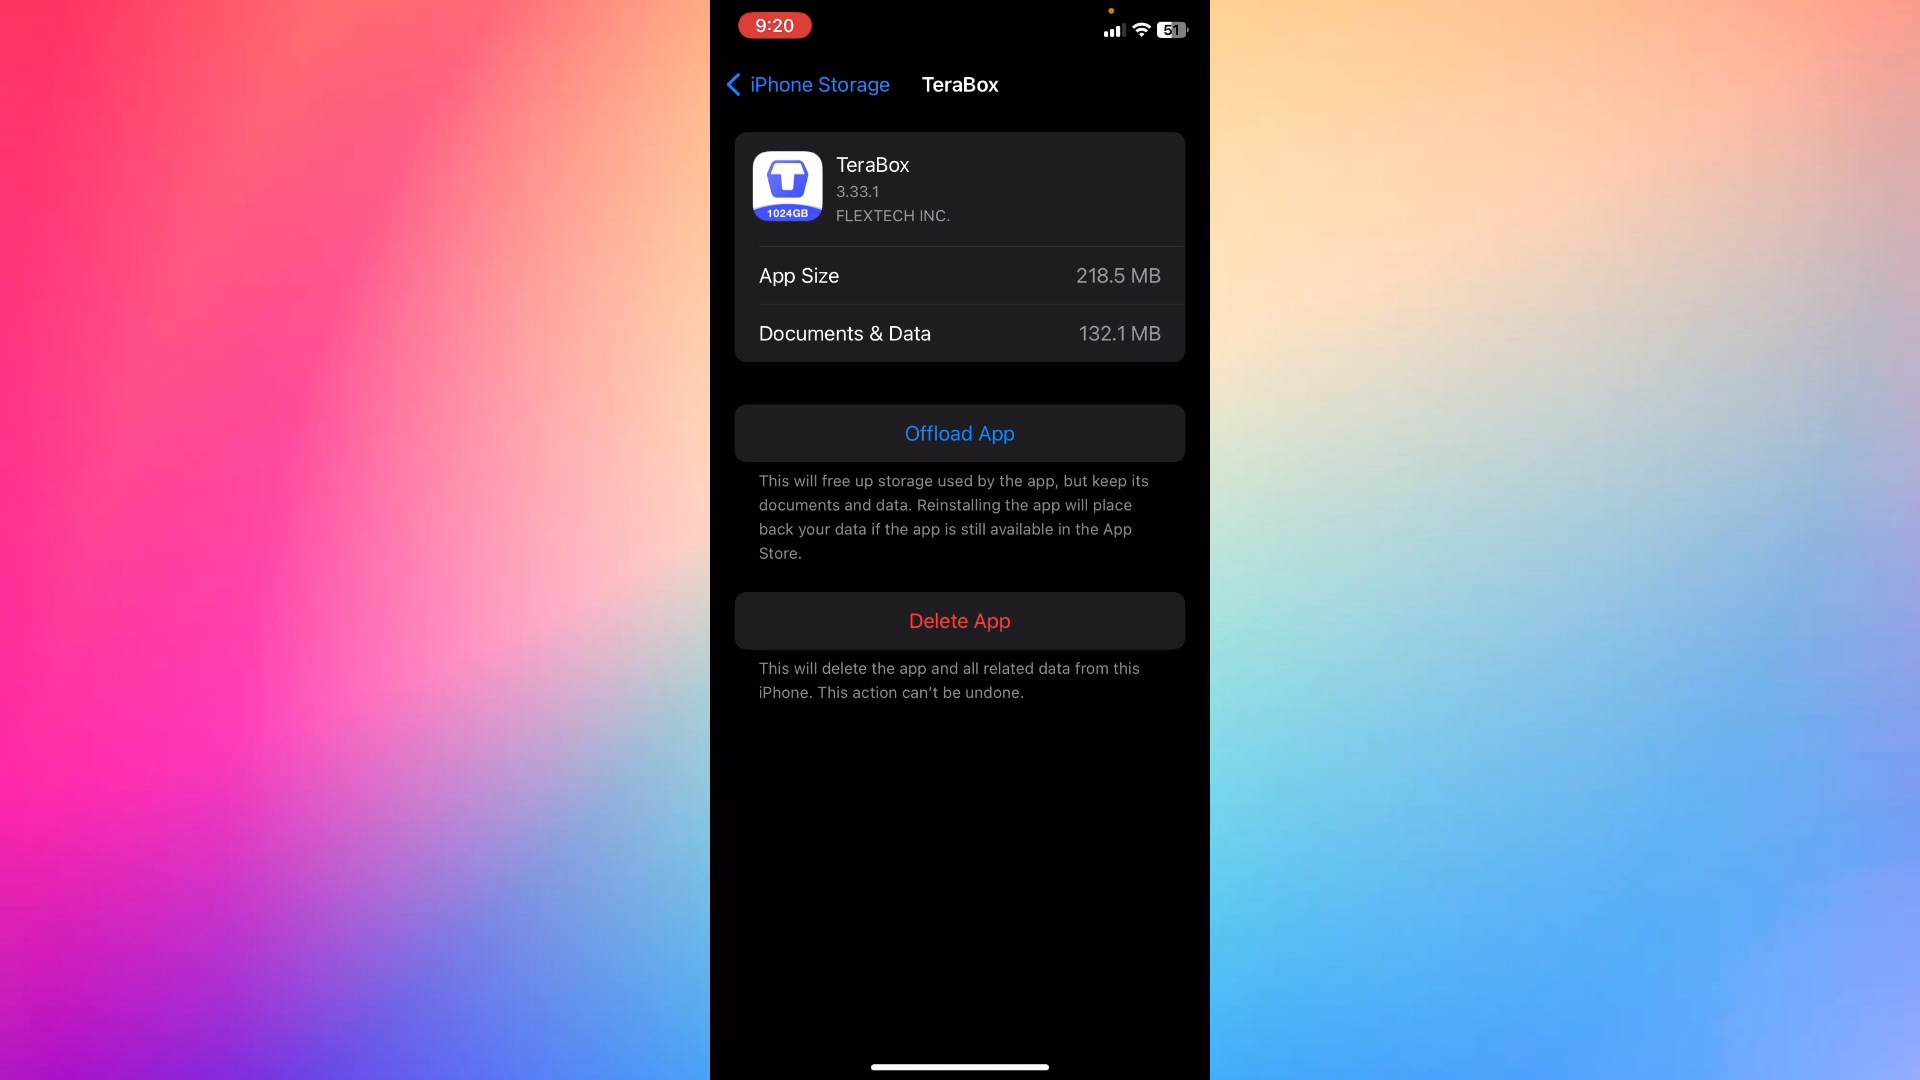 9:20
51
iPhone Storage
TeraBox
TeraBox
3.33.1
FLEXTECH INC.
1024GB
App Size
218.5 MB
Documents & Data
132.1 MB
Offload App
This will free up storage used by the app, but keep its
documents and data. Reinstalling the app will place
back your data if the app is still available in the App
Store.
Delete App
This will delete the app and all related data from this
iPhone. This action can’t be undone.